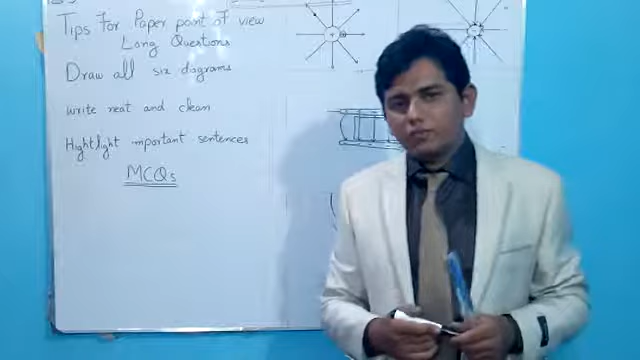 Tips For Paper point of view
Long Questions
Draw all six diagrams
write neat and clean
Highlight important sentences
MCQs